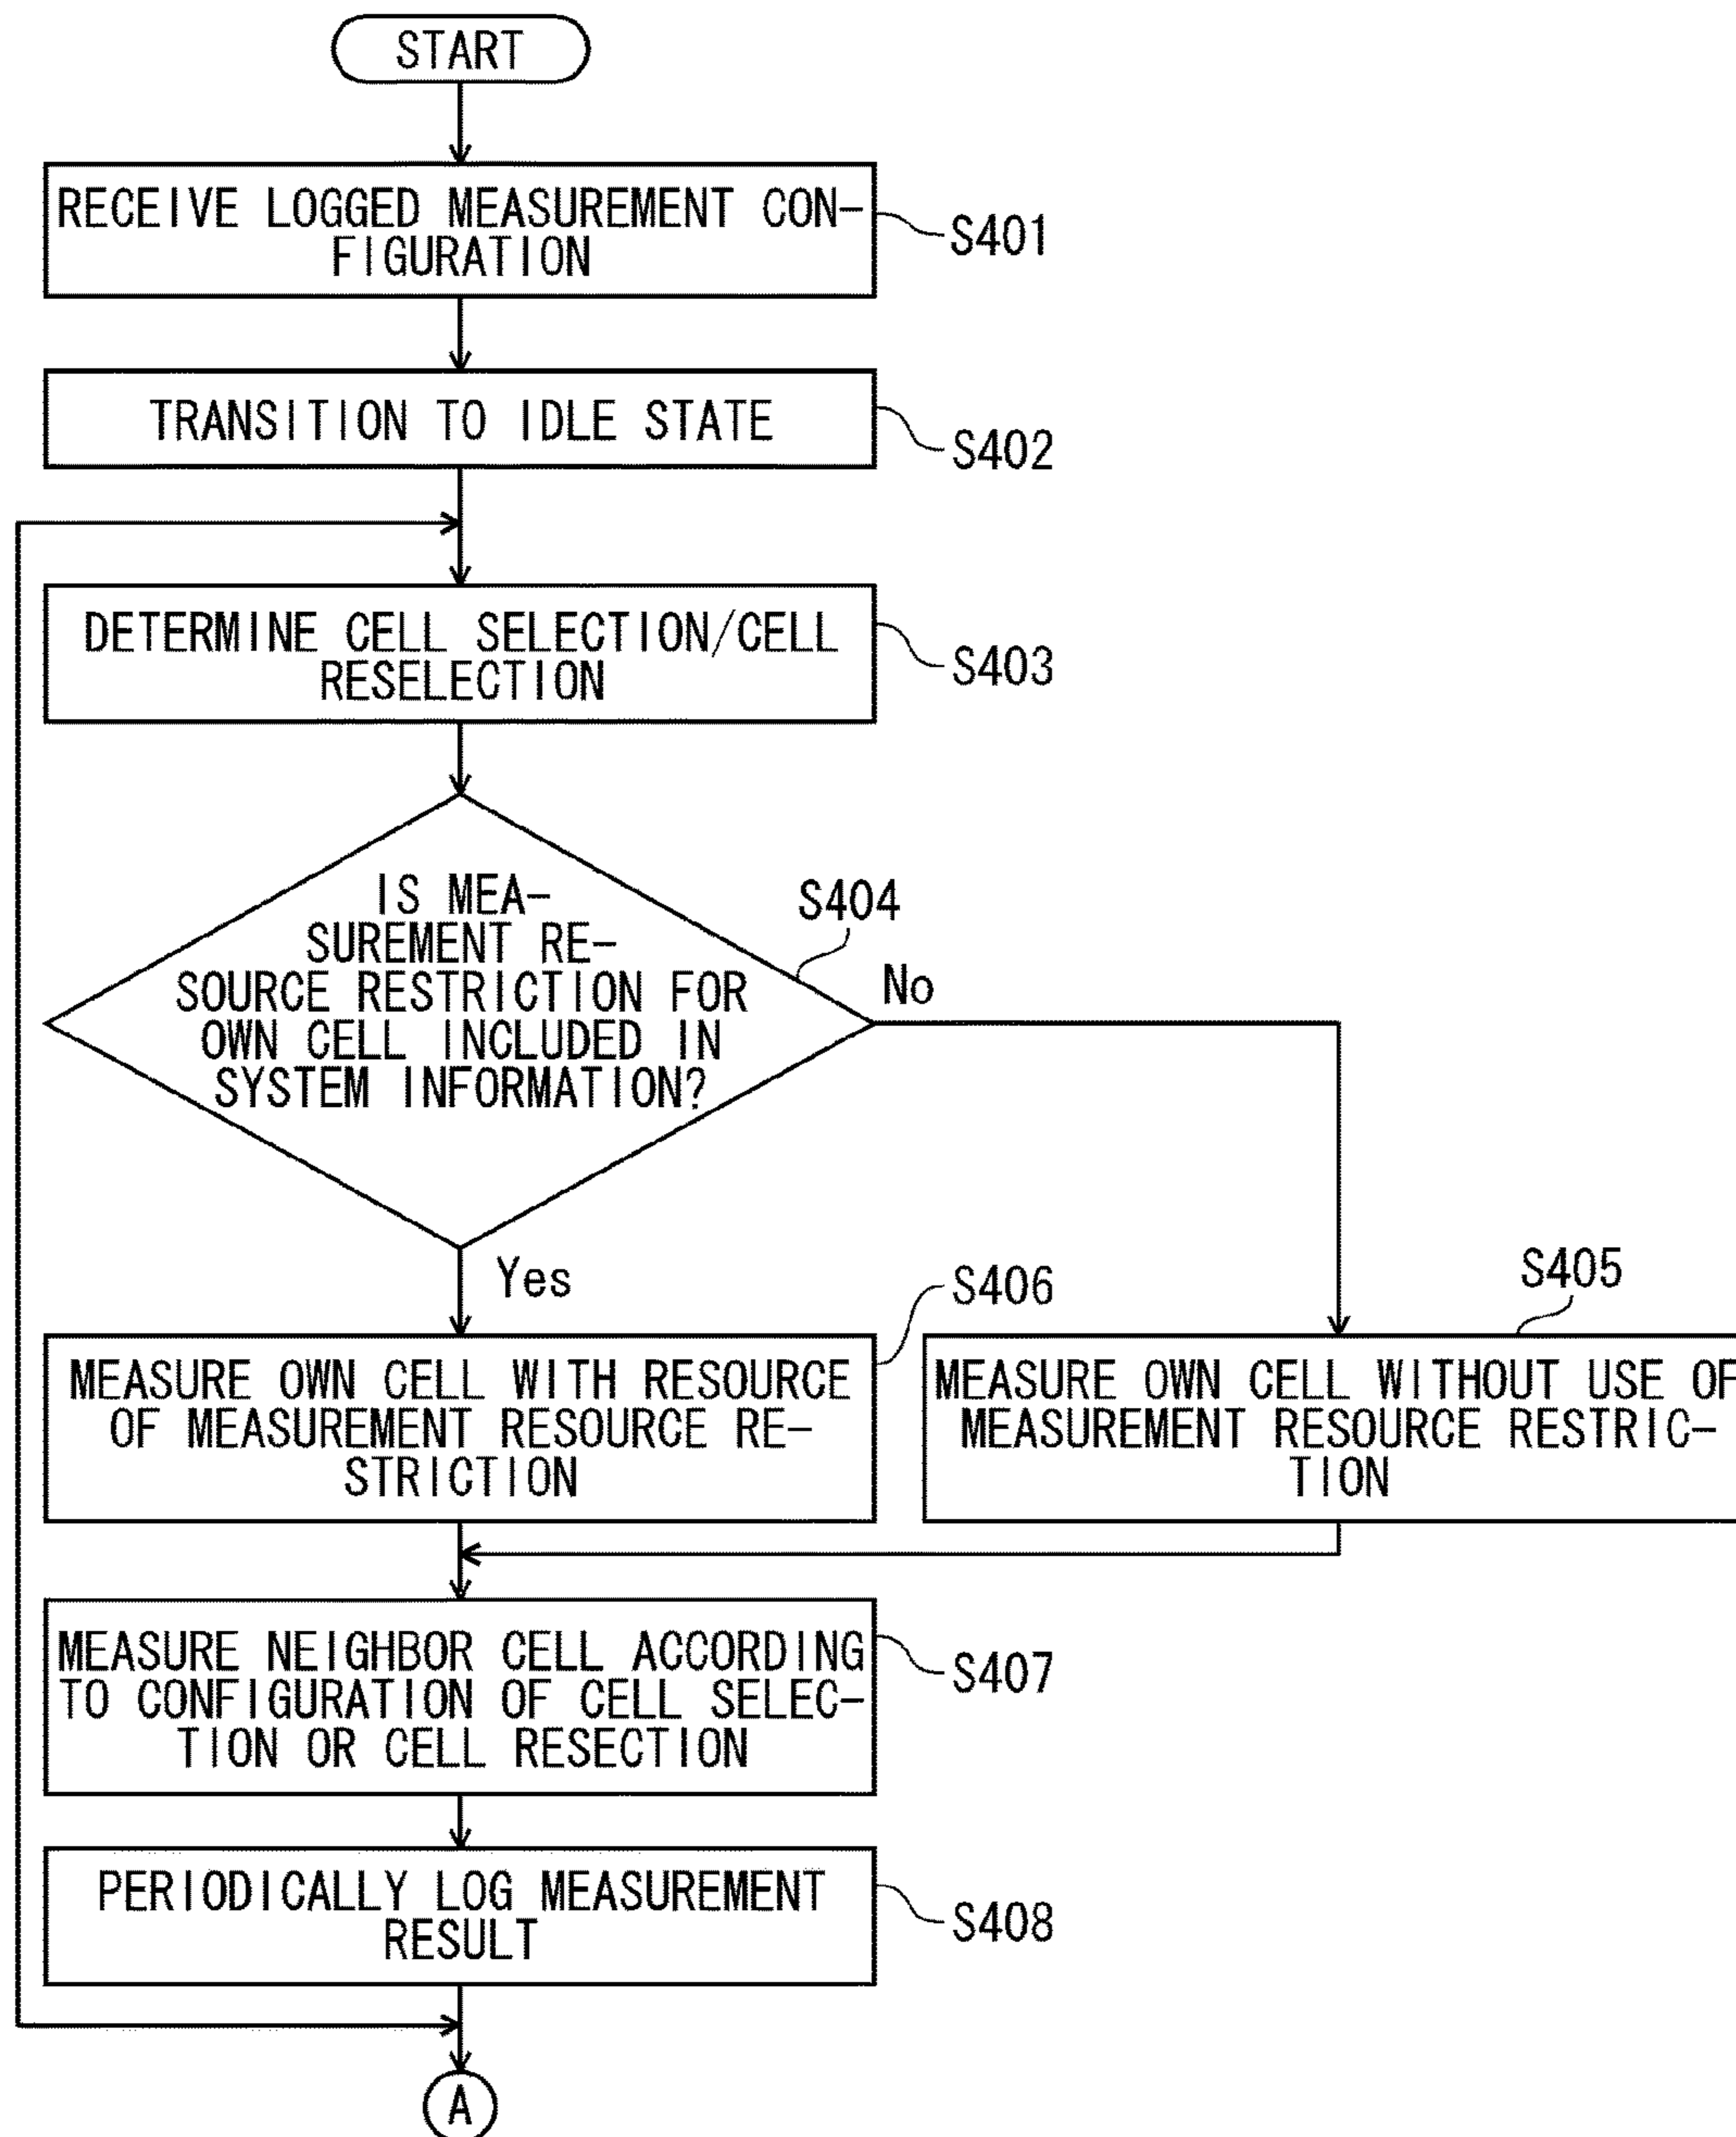 START
RECEIVE LOGGED MEASUREMENT CON-
FIGURATION
S401
TRANSITION TO IDLE STATE
S402
DETERMINE CELL SELECTION/CELL
RESELECTION
S403
IS MEA-
SUREMENT RE-
SOURCE RESTRICTION FOR
OWN CELL INCLUDED IN
SYSTEM INFORMATION?
S404
No
Yes
S406
MEASURE OWN CELL WITH RESOURCE
OF MEASUREMENT RESOURCE RE-
STRICTION
S405
MEASURE OWN CELL WITHOUT USE OF
MEASUREMENT RESOURCE RESTRIC-
TION
MEASURE NEIGHBOR CELL ACCORDING
TO CONFIGURATION OF CELL SELEC-
TION OR CELL RESECTION
S407
PERIODICALLY LOG MEASUREMENT
RESULT
S408
A